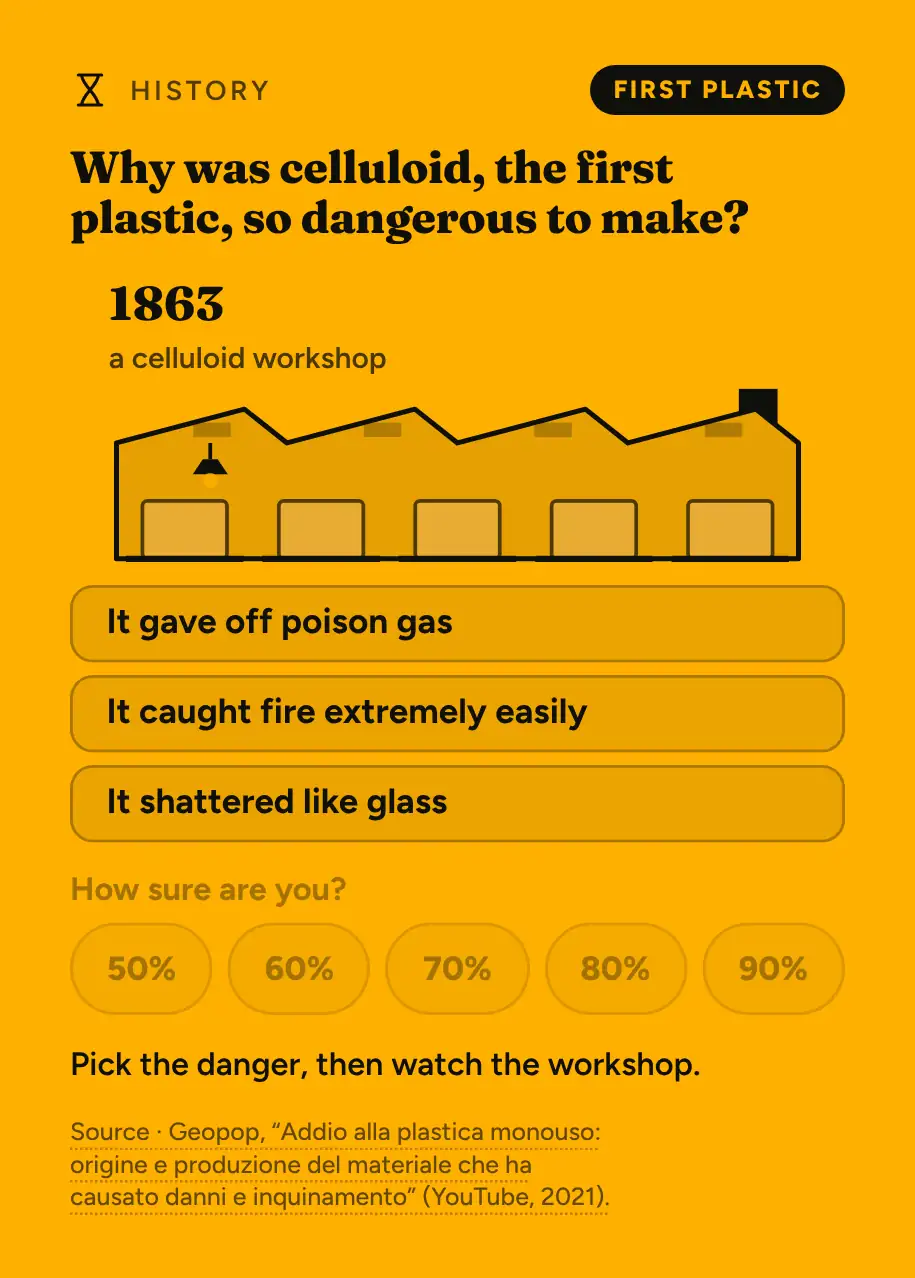 HISTORY
FIRST PLASTIC
Why was celluloid, the first
plastic, so dangerous to make?
1863
a celluloid workshop
It gave off poison gas
It caught fire extremely easily
It shattered like glass
How sure are you?
50%
60%
70%
80%
90%
Pick the danger, then watch the workshop.
Source · Geopop, “Addio alla plastica monouso:
origine e produzione del materiale che ha
causato danni e inquinamento” (YouTube, 2021).